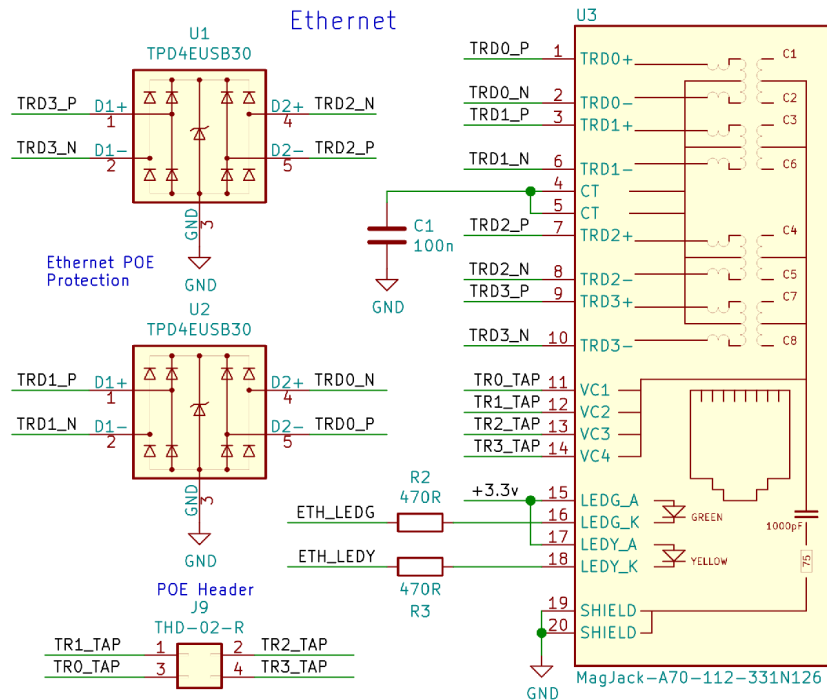 Ethernet
U1
TPD4EUSB30
TRD3_P D1+ 1
D2+ TRD2_N 4
TRD3_N D1- 2
D2- TRD2_P 5
GND 3
GND
Ethernet POE
Protection
U2
TPD4EUSB30
TRD1_P D1+ 1
D2+ TRD0_N 4
TRD1_N D1- 2
D2- TRD0_P 5
GND 3
GND
POE Header
J9
THD-02-R
TR1_TAP 1 2 TR2_TAP
TR0_TAP 3 4 TR3_TAP
C1
100n
GND
R2
470R
ETH_LEDG
ETH_LEDY
470R
R3
+3.3v
GND
U3
TRD0_P 1 TRD0+ C1
TRD0_N 2 TRD0- C2
TRD1_P 3 TRD1+ C3
TRD1_N 6 TRD1- C6
4 CT
5 CT
TRD2_P 7 TRD2+ C4
TRD2_N 8 TRD2- C5
TRD3_P 9 TRD3+ C7
TRD3_N 10 TRD3- C8
TR0_TAP 11 VC1
TR1_TAP 12 VC2
TR2_TAP 13 VC3
TR3_TAP 14 VC4
15 LEDG_A
16 LEDG_K GREEN
17 LEDY_A
18 LEDY_K YELLOW
1000pF
75
19 SHIELD
20 SHIELD
MagJack-A70-112-331N126